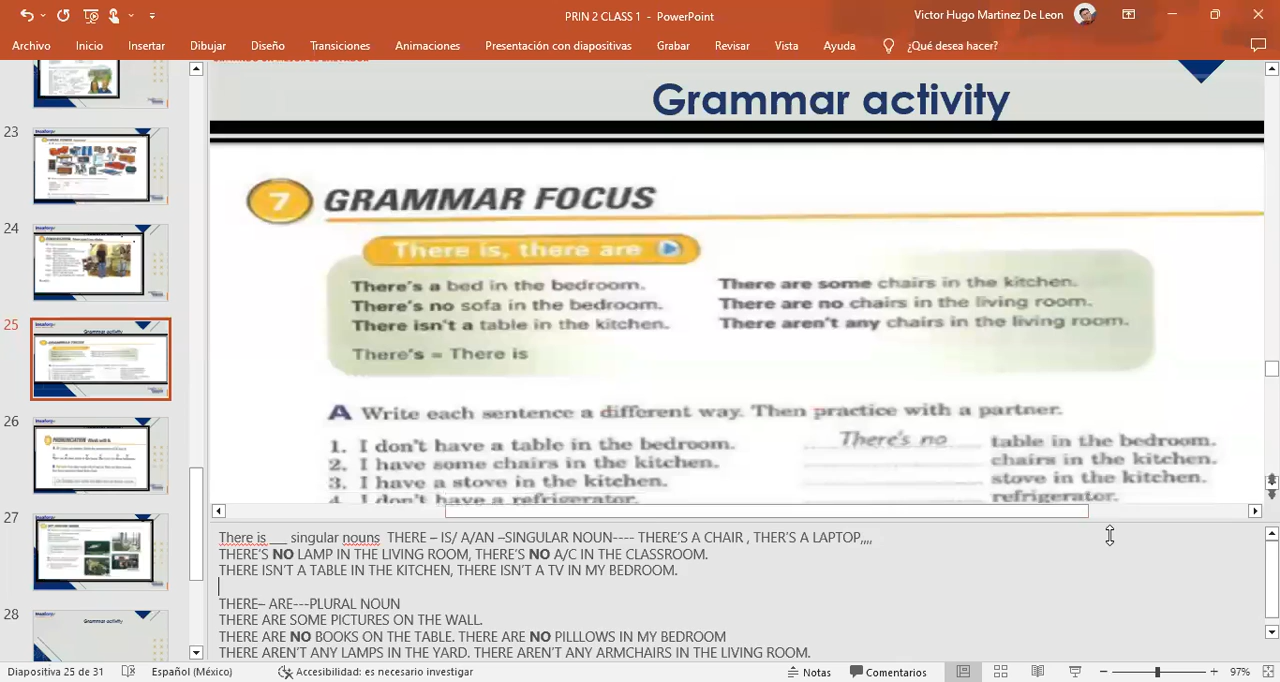 PRIN 2 CLASS 1 - PowerPoint
Victor Hugo Martinez De Leon
Archivo Inicio Insertar Dibujar Diseño Transiciones Animaciones Presentación con diapositivas Grabar Revisar Vista Ayuda ¿Qué desea hacer?
Grammar activity
7 GRAMMAR FOCUS
There is, there are
There's a bed in the bedroom.
There's no sofa in the bedroom.
There isn't a table in the kitchen.
There's = There is
There are some chairs in the kitchen.
There are no chairs in the living room.
There aren't any chairs in the living room.
A Write each sentence a different way. Then practice with a partner.
1. I don't have a table in the bedroom. There's no table in the bedroom.
2. I have some chairs in the kitchen. chairs in the kitchen.
3. I have a stove in the kitchen. stove in the kitchen.
4. I don't have a refrigerator. refrigerator.
23
24
25
26
27
28
Grammar activity
GRAMMAR FOCUS
Grammar activity
There is ___ singular nouns THERE – IS/ A/AN –SINGULAR NOUN---- THERE'S A CHAIR , THER'S A LAPTOP,,,,
THERE'S NO LAMP IN THE LIVING ROOM, THERE'S NO A/C IN THE CLASSROOM.
THERE ISN'T A TABLE IN THE KITCHEN, THERE ISN'T A TV IN MY BEDROOM.
THERE– ARE---PLURAL NOUN
THERE ARE SOME PICTURES ON THE WALL.
THERE ARE NO BOOKS ON THE TABLE. THERE ARE NO PILLLOWS IN MY BEDROOM
THERE AREN'T ANY LAMPS IN THE YARD. THERE AREN'T ANY ARMCHAIRS IN THE LIVING ROOM.
Diapositiva 25 de 31 Español (México) Accesibilidad: es necesario investigar Notas Comentarios 97%